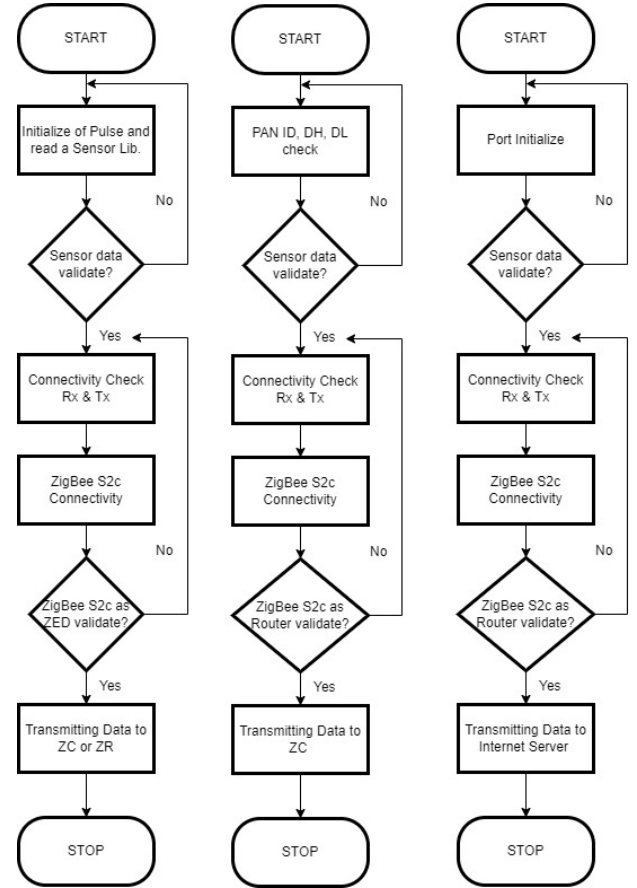 START
Initialize of Pulse and
read a Sensor Lib.
No
Sensor data
validate?
Yes
Connectivity Check
Rx & Tx
ZigBee S2c
Connectivity
No
ZigBee S2c as
ZED validate?
Yes
Transmitting Data to
ZC or ZR
STOP
START
PAN ID, DH, DL
check
No
Sensor data
validate?
Yes
Connectivity Check
Rx & Tx
ZigBee S2c
Connectivity
No
ZigBee S2c as
Router validate?
Yes
Transmitting Data to
ZC
STOP
START
Port Initialize
No
Sensor data
validate?
Yes
Connectivity Check
Rx & Tx
ZigBee S2c
Connectivity
No
ZigBee S2c as
Router validate?
Yes
Transmitting Data to
Internet Server
STOP